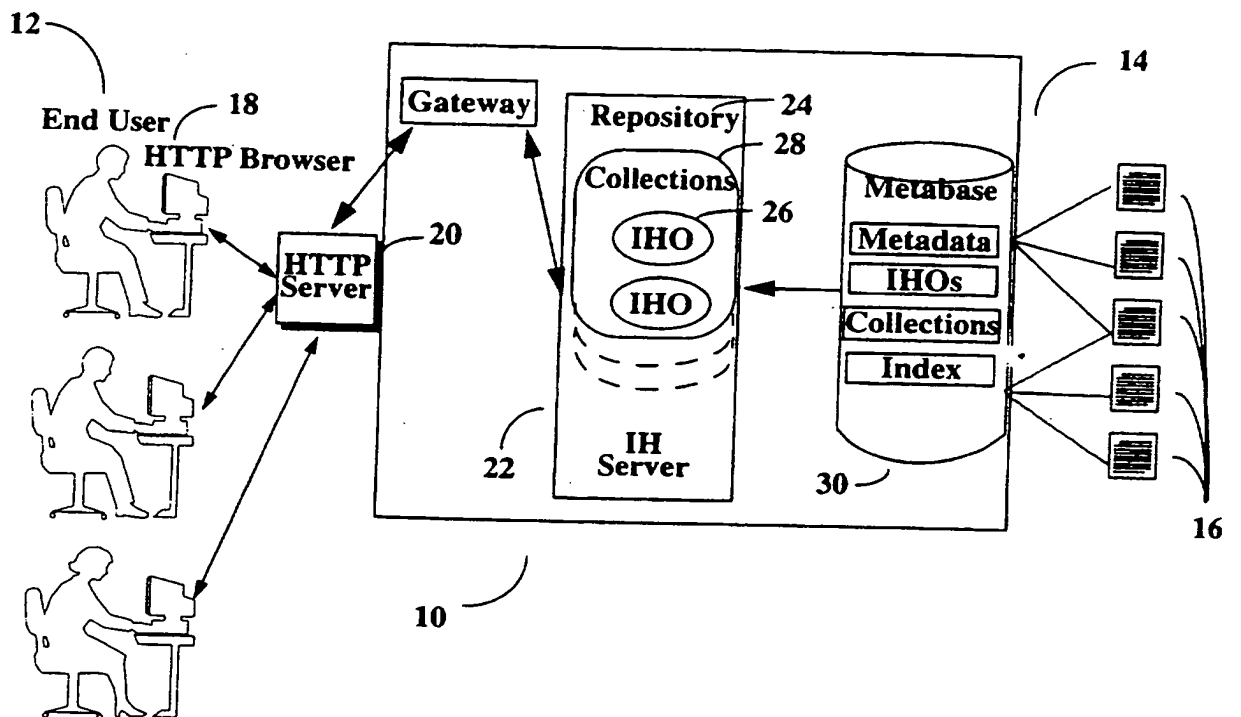 12
End User
18
HTTP Browser
HTTP
Server
20
Gateway
Repository
24
28
Collections
26
IHO
IHO
IH
Server
22
10
Metabase
Metadata
IHOs
Collections
Index
30
14
16